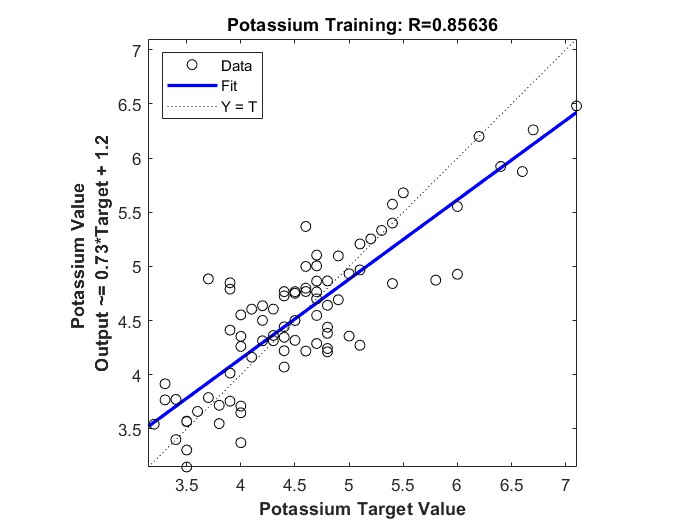 Potassium Training: R=0.85636
Data
Fit
Y = T
Potassium Value
Output ~= 0.73*Target + 1.2
7
6.5
6
5.5
5
4.5
4
3.5
3.5
4
4.5
5
5.5
6
6.5
7
Potassium Target Value